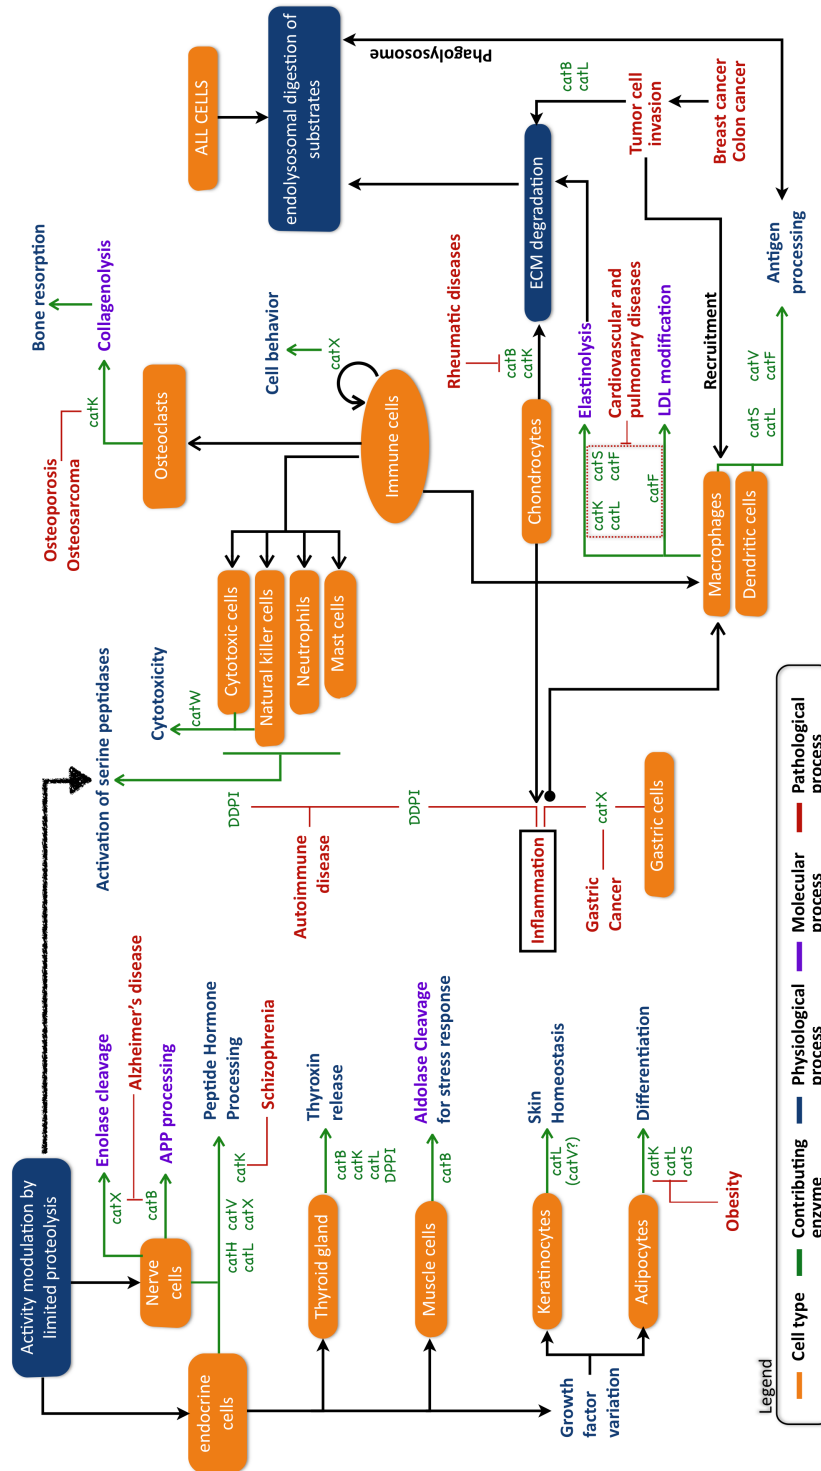 Activity modulation by
limited proteolysis
endocrine
cells
Nerve
cells
catX
Enolase cleavage
catB
Alzheimer's disease
APP processing
catH catV
catL catX
catK
Peptide Hormone
Processing
Schizophrenia
Thyroid gland
catB
catK
catL
DPPI
Thyroxin
release
Muscle cells
catB
Aldolase Cleavage
for stress response
Growth
factor
variation
Keratinocytes
catL
(catV?)
Skin
Homeostasis
Adipocytes
catK
catL
catS
Differentiation
Obesity
Activation of serine peptidases
Cytotoxicity
catW
DDPI
Autoimmune
disease
DDPI
Inflammation
Gastric
Cancer
catX
Gastric cells
Cytotoxic cells
Natural killer cells
Neutrophils
Mast cells
Osteoporosis
Osteosarcoma
catK
Osteoclasts
Bone resorption
Collagenolysis
Cell behavior
catX
Immune cells
Rheumatic diseases
catB
catK
Chondrocytes
ECM degradation
Elastinolysis
catK catS
catL catF
Cardiovascular and
pulmonary diseases
catF
LDL modification
Macrophages
Dendritic cells
Recruitment
catS catV
catL catF
Antigen
processing
ALL CELLS
endolysosomal digestion of
substrates
Phagolysosome
catB
catL
Tumor cell
invasion
Breast cancer
Colon cancer
Legend
Cell type
Contributing
enzyme
Physiological
process
Molecular
process
Pathological
process